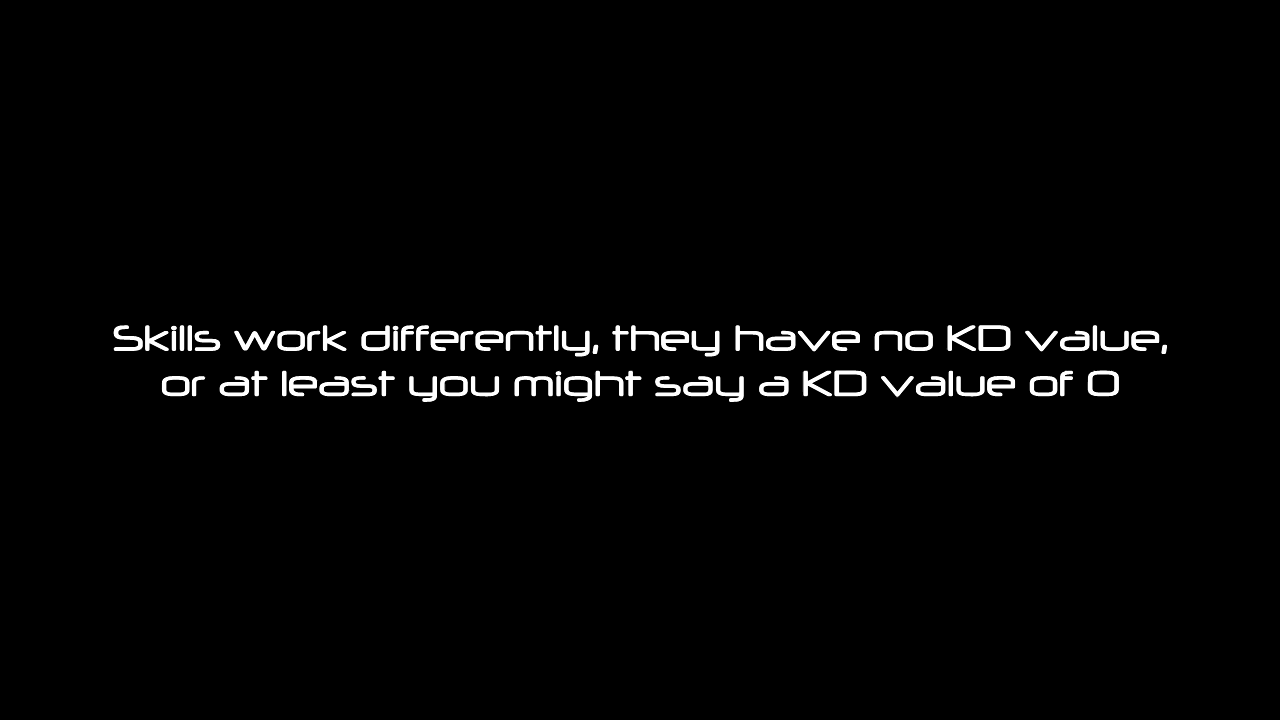 Skills work differently, they have no KD value,
or at least you might say a KD value of 0